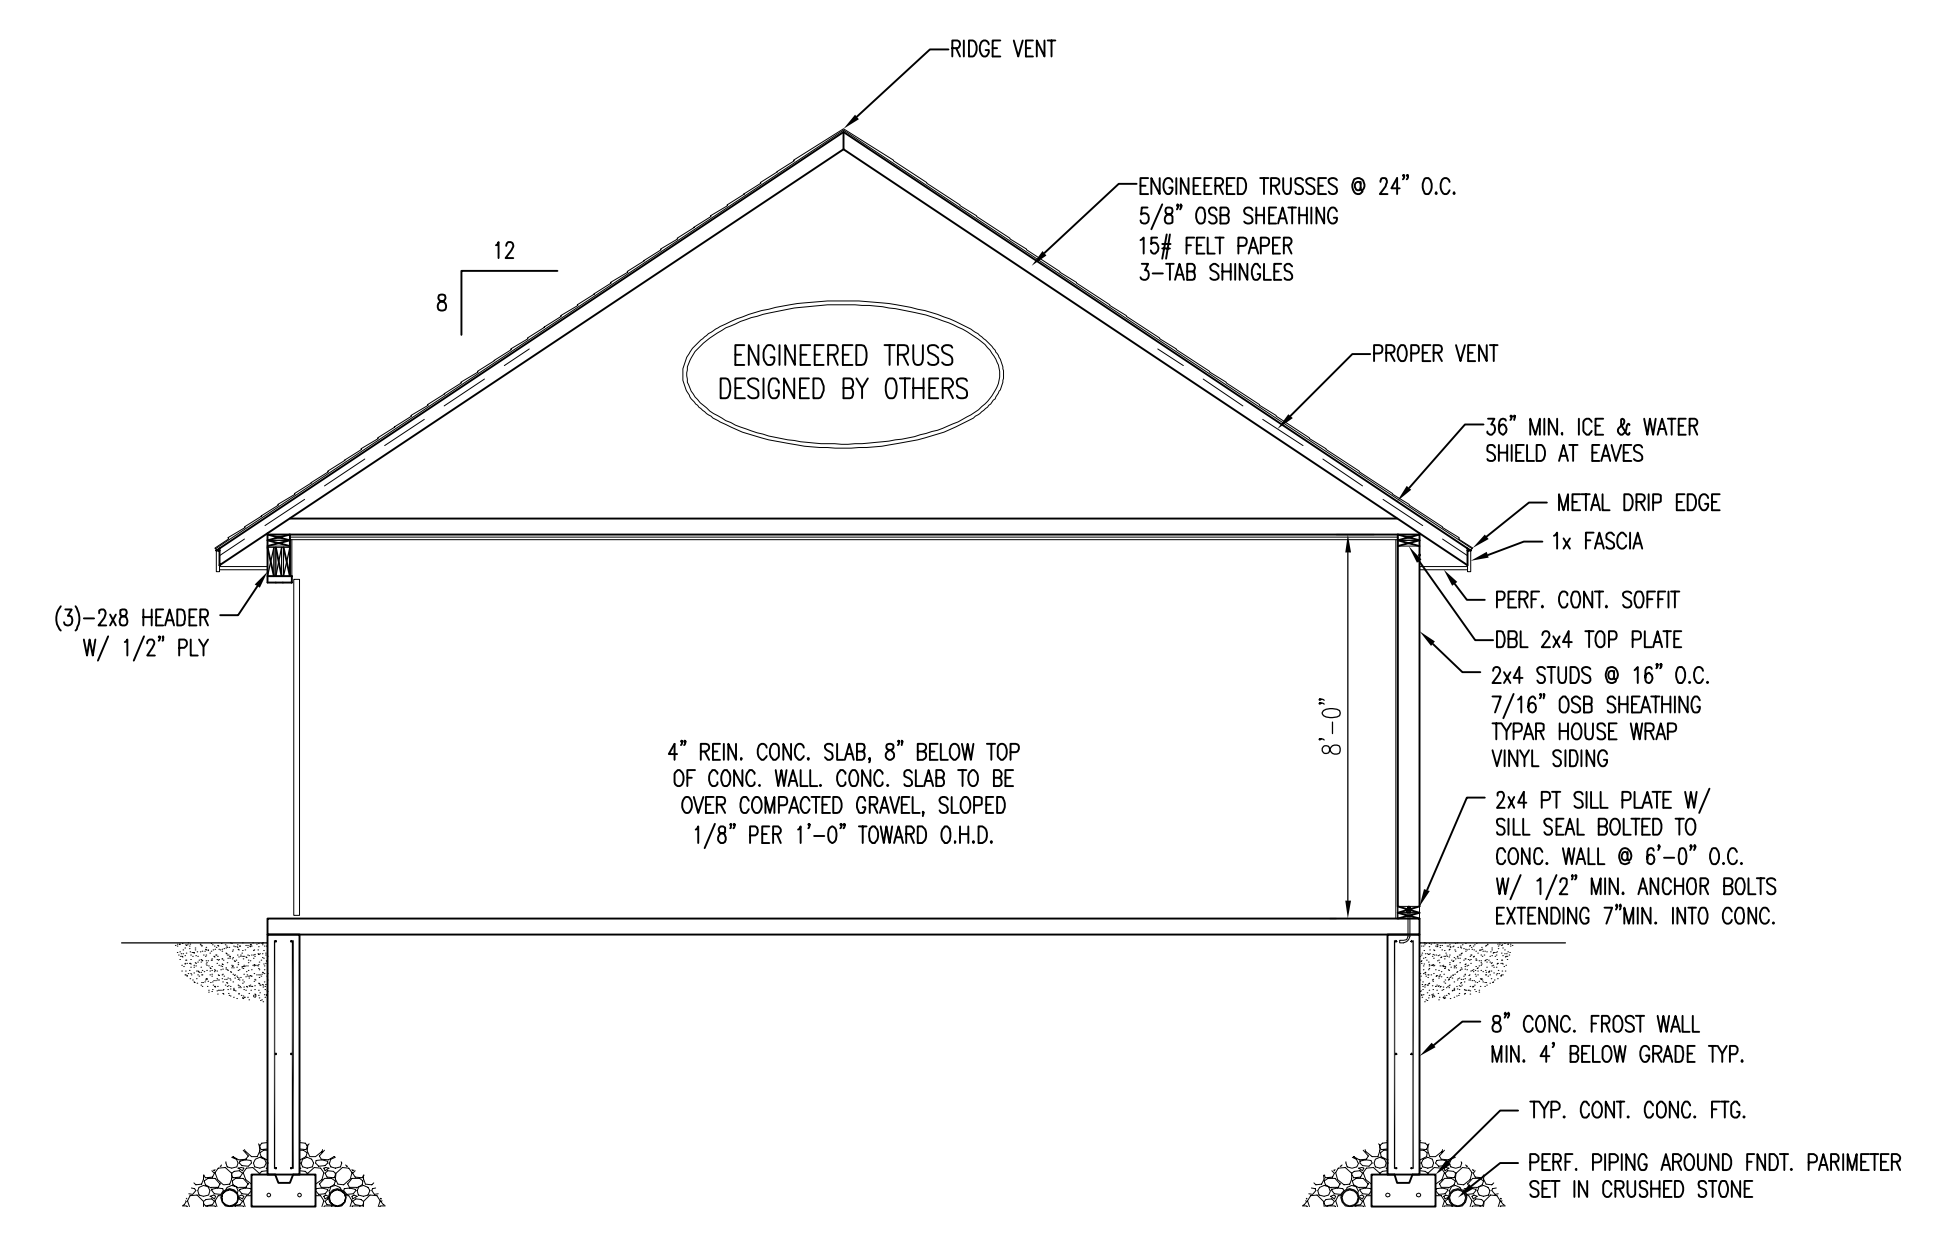 RIDGE VENT
ENGINEERED TRUSSES @ 24" O.C.
5/8" OSB SHEATHING
15# FELT PAPER
3-TAB SHINGLES
12
8
ENGINEERED TRUSS
DESIGNED BY OTHERS
PROPER VENT
36" MIN. ICE & WATER
SHIELD AT EAVES
METAL DRIP EDGE
1x FASCIA
PERF. CONT. SOFFIT
(3)-2x8 HEADER
W/ 1/2" PLY
DBL 2x4 TOP PLATE
2x4 STUDS @ 16" O.C.
7/16" OSB SHEATHING
TYPAR HOUSE WRAP
VINYL SIDING
8'-0"
4" REIN. CONC. SLAB, 8" BELOW TOP
OF CONC. WALL. CONC. SLAB TO BE
OVER COMPACTED GRAVEL, SLOPED
1/8" PER 1'-0" TOWARD O.H.D.
2x4 PT SILL PLATE W/
SILL SEAL BOLTED TO
CONC. WALL @ 6'-0" O.C.
W/ 1/2" MIN. ANCHOR BOLTS
EXTENDING 7"MIN. INTO CONC.
8" CONC. FROST WALL
MIN. 4' BELOW GRADE TYP.
TYP. CONT. CONC. FTG.
PERF. PIPING AROUND FNDT. PARIMETER
SET IN CRUSHED STONE